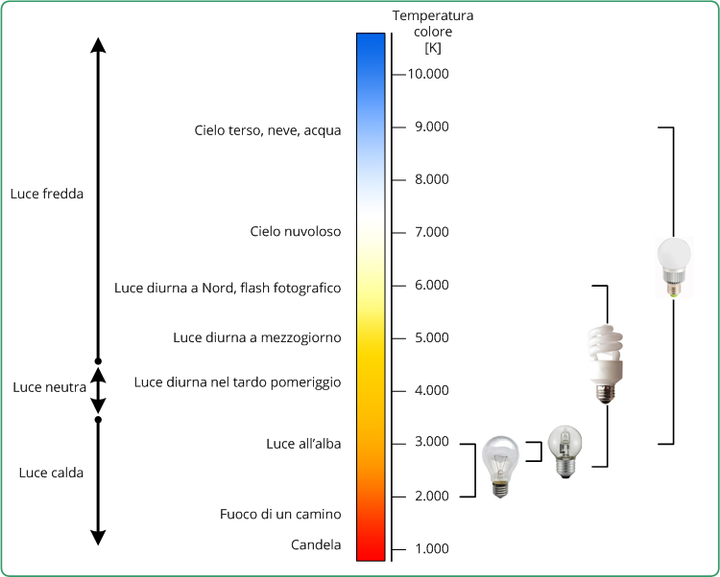 Temperatura
colore
[K]
10.000
Cielo terso, neve, acqua
9.000
Luce fredda
8.000
Cielo nuvoloso
7.000
Luce diurna a Nord, flash fotografico
6.000
Luce diurna a mezzogiorno
5.000
Luce neutra
Luce diurna nel tardo pomeriggio
4.000
Luce all'alba
3.000
Luce calda
2.000
Fuoco di un camino
Candela
1.000